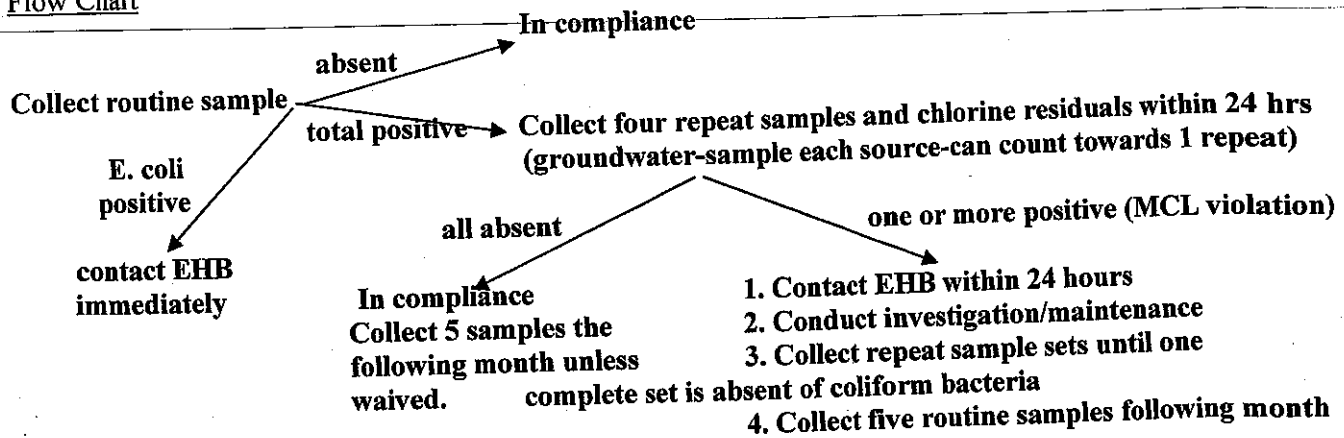 Flow Chart
In compliance
absent
Collect routine sample
total positive
Collect four repeat samples and chlorine residuals within 24 hrs
(groundwater-sample each source-can count towards 1 repeat)
E. coli
positive
contact EHB
immediately
all absent
one or more positive (MCL violation)
In compliance
Collect 5 samples the
following month unless
waived.
1. Contact EHB within 24 hours
2. Conduct investigation/maintenance
3. Collect repeat sample sets until one
complete set is absent of coliform bacteria
4. Collect five routine samples following month